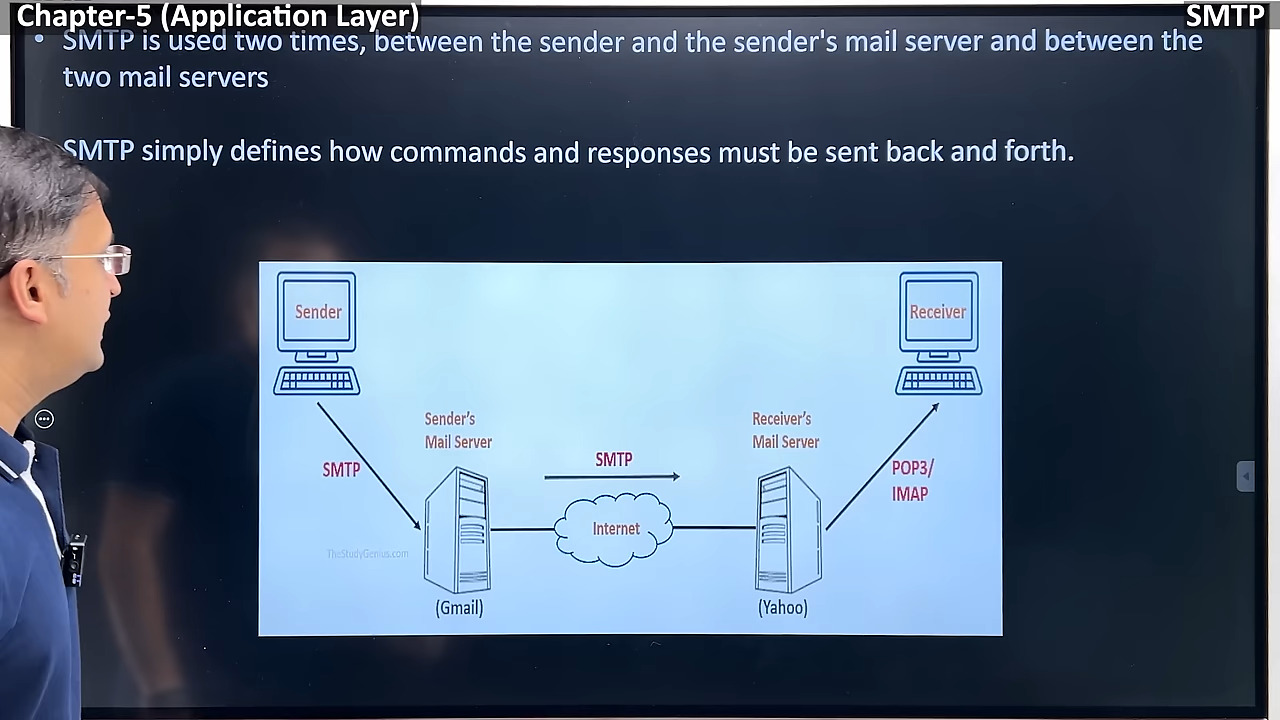 Chapter-5 (Application Layer)
SMTP
• SMTP is used two times, between the sender and the sender's mail server and between the
two mail servers
SMTP simply defines how commands and responses must be sent back and forth.
Sender
Receiver
Sender's
Mail Server
Receiver's
Mail Server
SMTP
SMTP
POP3/
IMAP
Internet
TheStudyGenius.com
(Gmail)
(Yahoo)